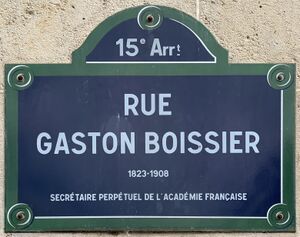 15e Arrt
RUE
GASTON BOISSIER
1823-1908
SECRÉTAIRE PERPÉTUEL DE L'ACADÉMIE FRANÇAISE